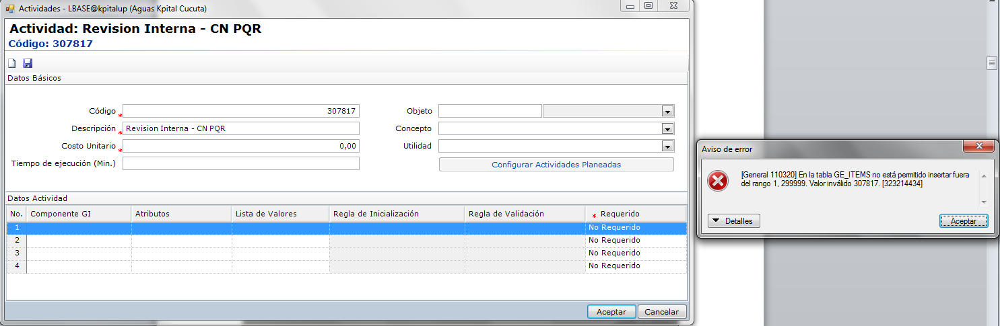 Actividades - LBASE@kpitalup (Aguas Kpital Cucuta)
Actividad: Revision Interna - CN PQR
Código: 307817
Datos Básicos
Código * 307817
Objeto
Descripción * Revision Interna - CN PQR
Concepto
Costo Unitario * 0,00
Utilidad
Tiempo de ejecución (Min.)
Configurar Actividades Planeadas
Datos Actividad
No. Componente GI Atributos Lista de Valores Regla de Inicialización Regla de Validación * Requerido
1 No Requerido
2 No Requerido
3 No Requerido
4 No Requerido
Aceptar Cancelar
Aviso de error
[General 110320] En la tabla GE_ITEMS no está permitido insertar fuera
del rango 1, 299999. Valor inválido 307817. [323214434]
Detalles Aceptar